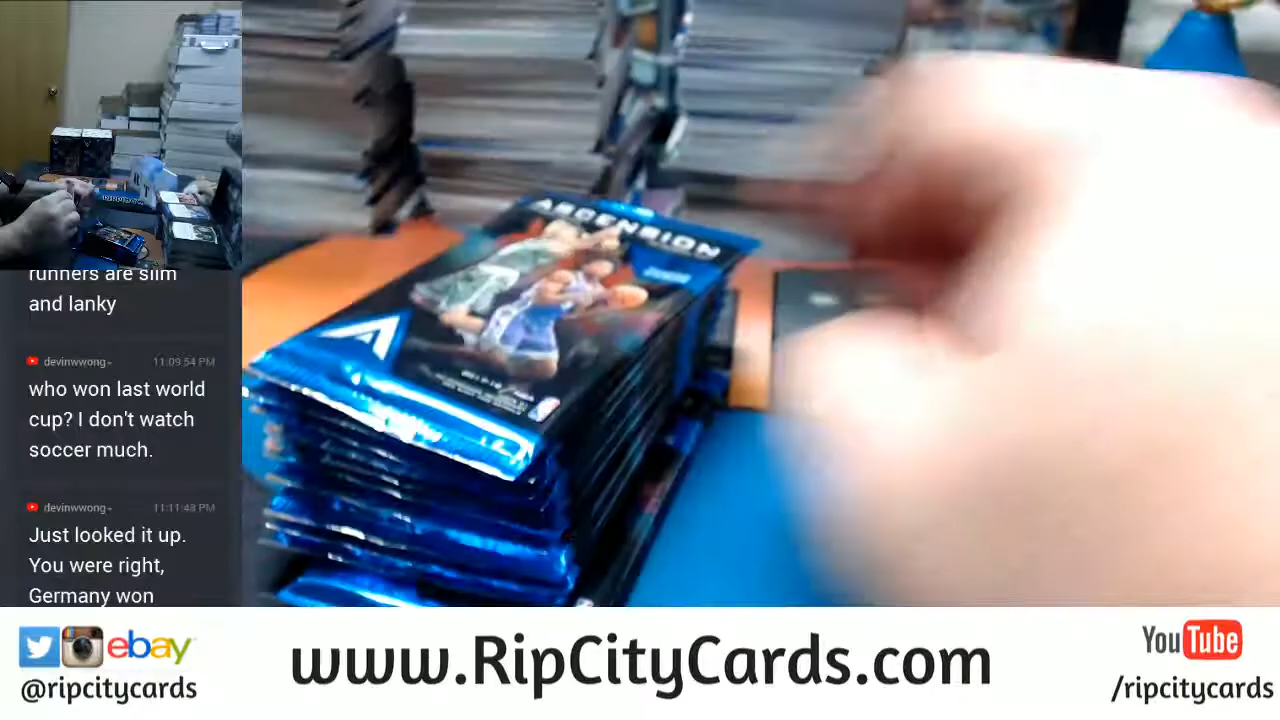 runners are slim
and lanky
devinwwong~ 11:09:54 PM
who won last world
cup? I don't watch
soccer much.
devinwwong~ 11:11:43 PM
Just looked it up.
You were right,
Germany won
ASCENSION
A
ebay
@ripcitycards
www.RipCityCards.com
YouTube
/ripcitycards